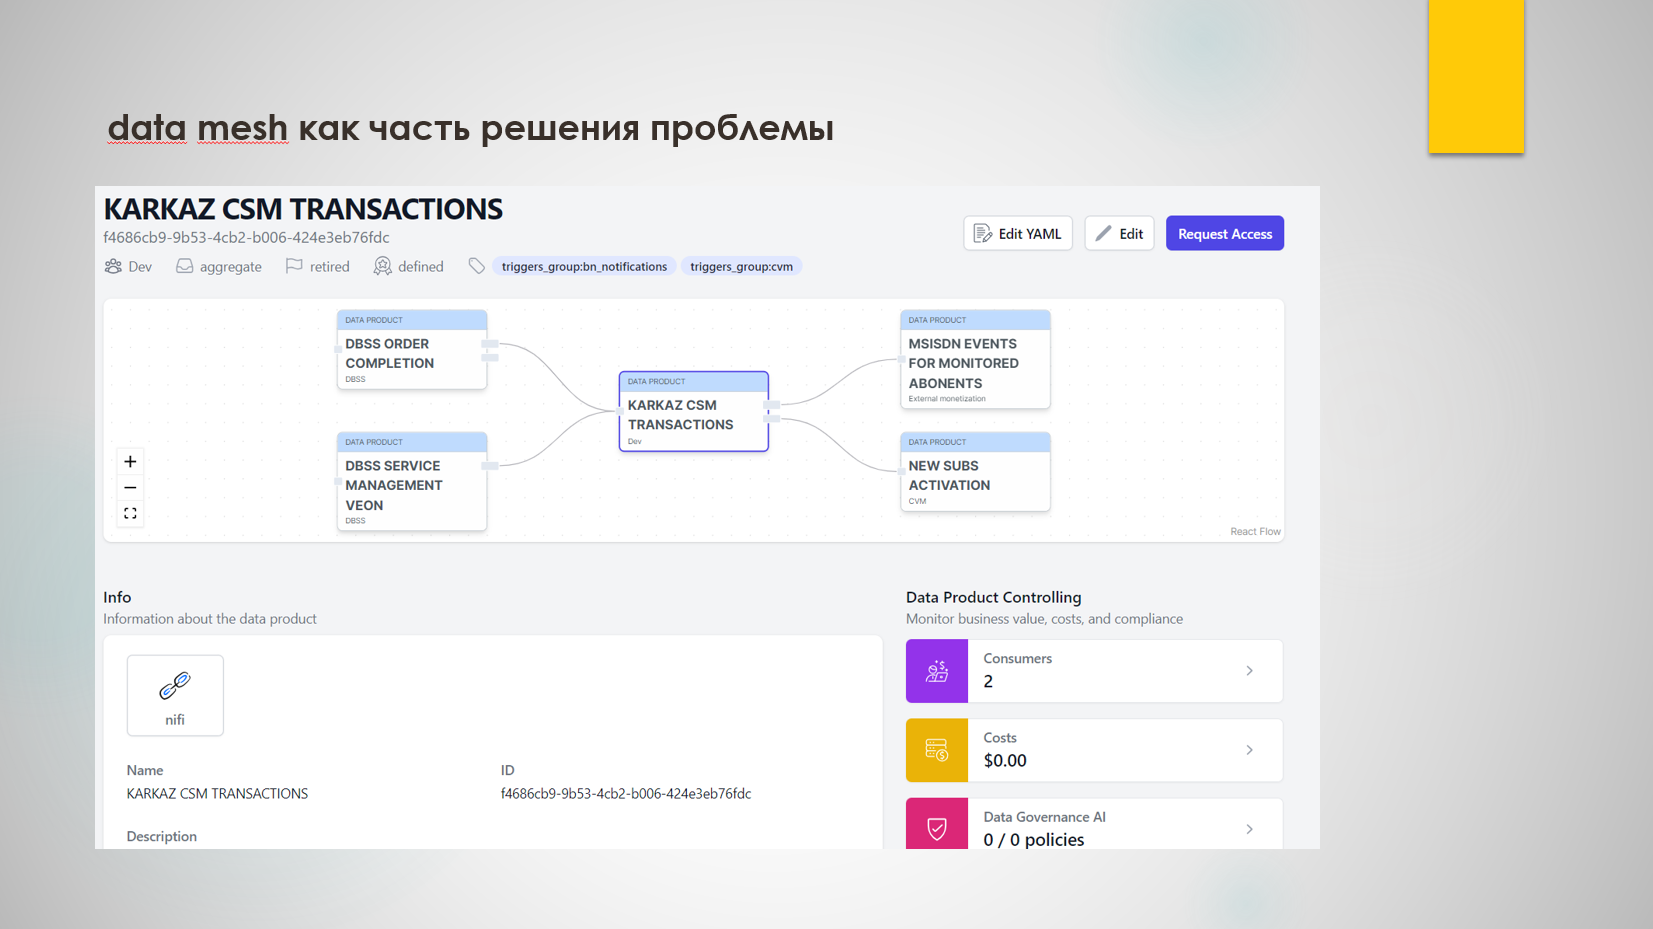 data mesh как часть решения проблемы
KARKAZ CSM TRANSACTIONS
f4686cb9-9b53-4cb2-b006-424e3eb76fdc
Edit YAML
Edit
Request Access
Dev
aggregate
retired
defined
triggers_group:bn_notifications
triggers_group:cvm
DATA PRODUCT
DBSS ORDER
COMPLETION
DBSS
DATA PRODUCT
DBSS SERVICE
MANAGEMENT
VEON
DBSS
DATA PRODUCT
KARKAZ CSM
TRANSACTIONS
Dev
DATA PRODUCT
MSISDN EVENTS
FOR MONITORED
ABONENTS
External monetization
DATA PRODUCT
NEW SUBS
ACTIVATION
CVM
React Flow
Info
Information about the data product
nifi
Name
KARKAZ CSM TRANSACTIONS
ID
f4686cb9-9b53-4cb2-b006-424e3eb76fdc
Description
Data Product Controlling
Monitor business value, costs, and compliance
Consumers
2
Costs
$0.00
Data Governance AI
0 / 0 policies